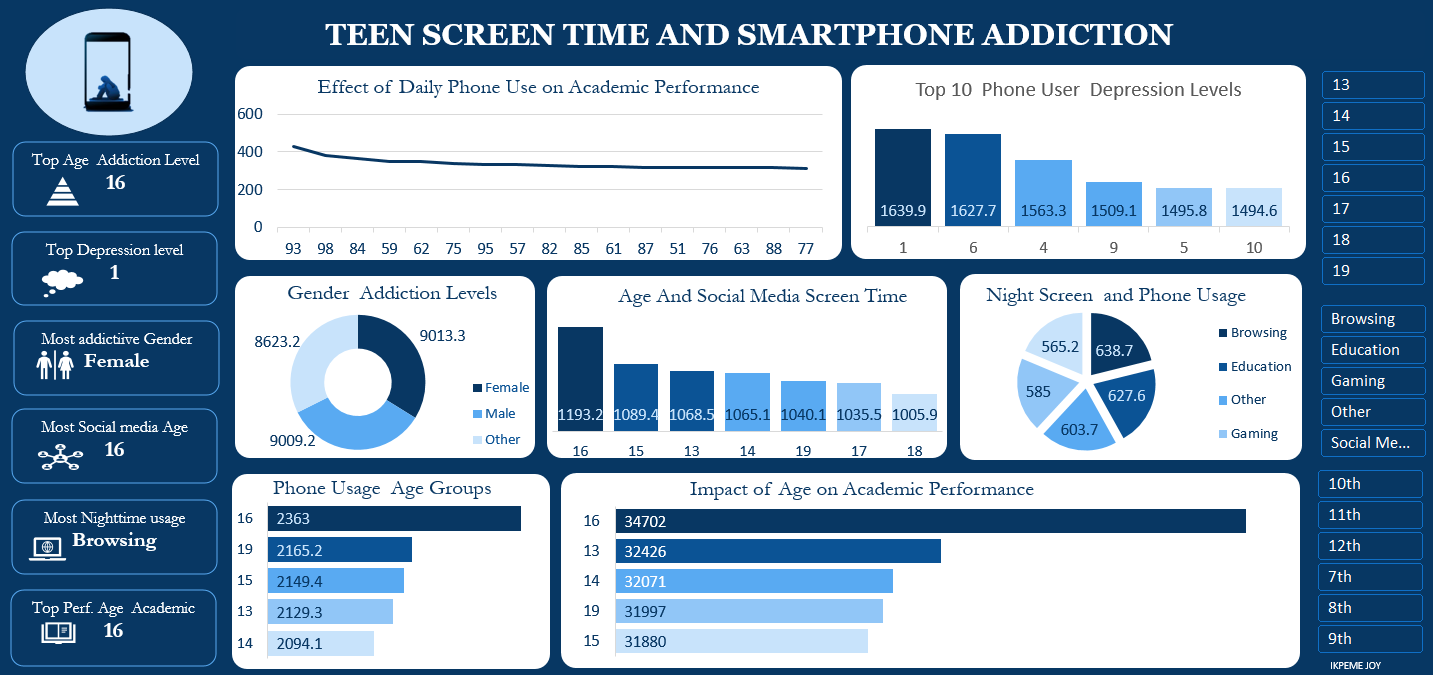 TEEN SCREEN TIME AND SMARTPHONE ADDICTION
Top Age Addiction Level
16
Top Depression level
1
Most addictiive Gender
Female
Most Social media Age
16
Most Nighttime usage
Browsing
Top Perf. Age Academic
16
Effect of Daily Phone Use on Academic Performance
600
400
200
0
93 98 84 59 62 75 95 57 82 85 61 87 51 76 63 88 77
Top 10 Phone User Depression Levels
1639.9 1627.7 1563.3 1509.1 1495.8 1494.6
1 6 4 9 5 10
Gender Addiction Levels
8623.2
9013.3
9009.2
Female
Male
Other
Age And Social Media Screen Time
1193.2 1089.4 1068.5 1065.1 1040.1 1035.5 1005.9
16 15 13 14 19 17 18
Night Screen and Phone Usage
565.2
638.7
585
627.6
603.7
Browsing
Education
Other
Gaming
Phone Usage Age Groups
16 2363
19 2165.2
15 2149.4
13 2129.3
14 2094.1
Impact of Age on Academic Performance
16 34702
13 32426
14 32071
19 31997
15 31880
13
14
15
16
17
18
19
Browsing
Education
Gaming
Other
Social Me...
10th
11th
12th
7th
8th
9th
IKPEME JOY